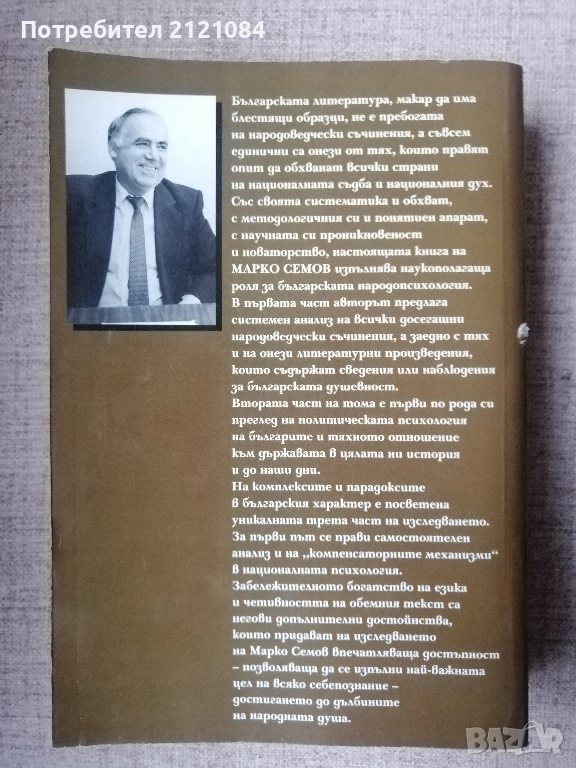 Потребител 2121084
Българската литература, макар да има
блестящи образци, не е пребогата
на народоведчески съчинения, а съвсем
единични са онези от тях, които правят
опит да обхванат всички страни
на националната съдба и националния дух.
Със своята систематика и обхват,
с методологичния си и понятиен апарат,
с научната си проникновеност
и новаторство, настоящата книга на
МАРКО СЕМОВ изпълнява наукополагаща
роля за българската народопсихология.
В първата част авторът предлага
системен анализ на всички досегашни
народоведчески съчинения, а заедно с тях
и на онези литературни произведения,
които съдържат сведения или наблюдения
за българската душевност.
Втората част на тома е първи по рода си
преглед на политическата психология
на българите и тяхното отношение
към държавата в цялата ни история
и до наши дни.
На комплексите и парадоксите
в българския характер е посветена
уникалната трета част на изследването.
За първи път се прави самостоятелен
анализ и на „компенсаторните механизми“
в националната психология.
Забележителното богатство на езика
и четивността на обемния текст са
негови допълнителни достойнства,
които придават на изследването
на Марко Семов впечатляваща достъпност
– позволяваща да се изпълни най-важната
цел на всяко себепознание –
достигането до дълбините
на народната душа.
BAZAR